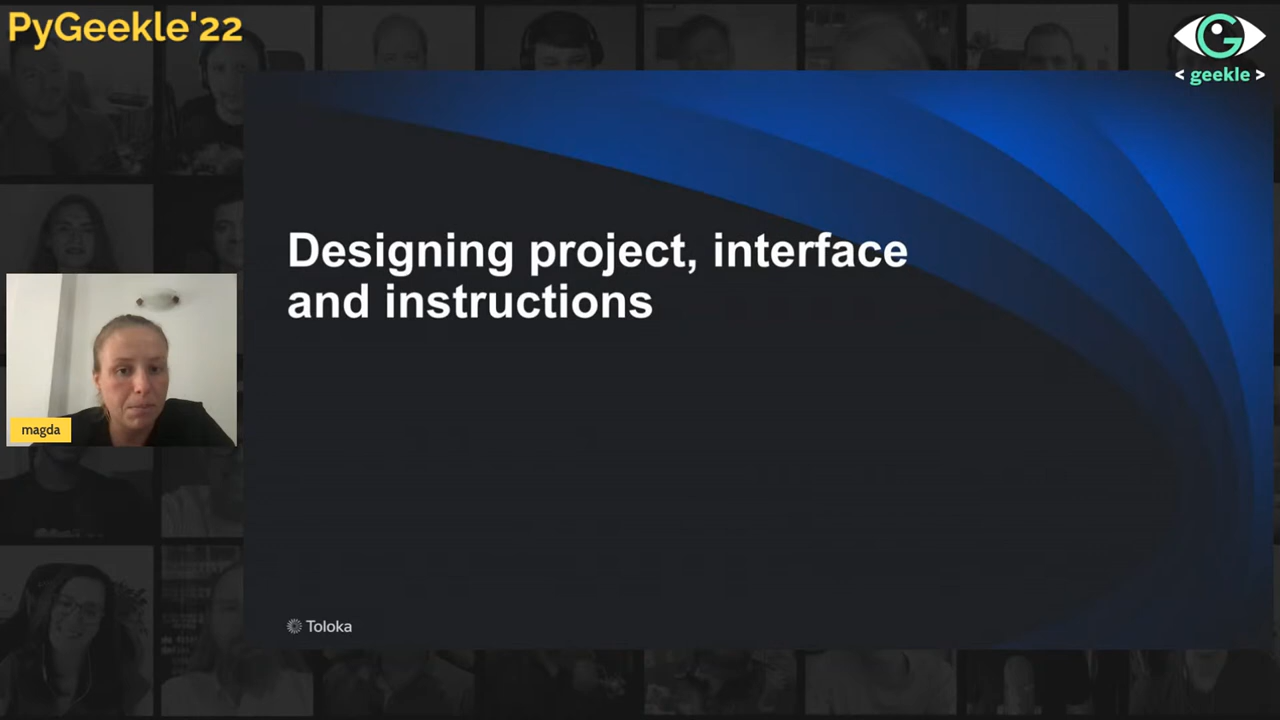 PyGeekle'22
< geekle >
Designing project, interface
and instructions
magda
Toloka